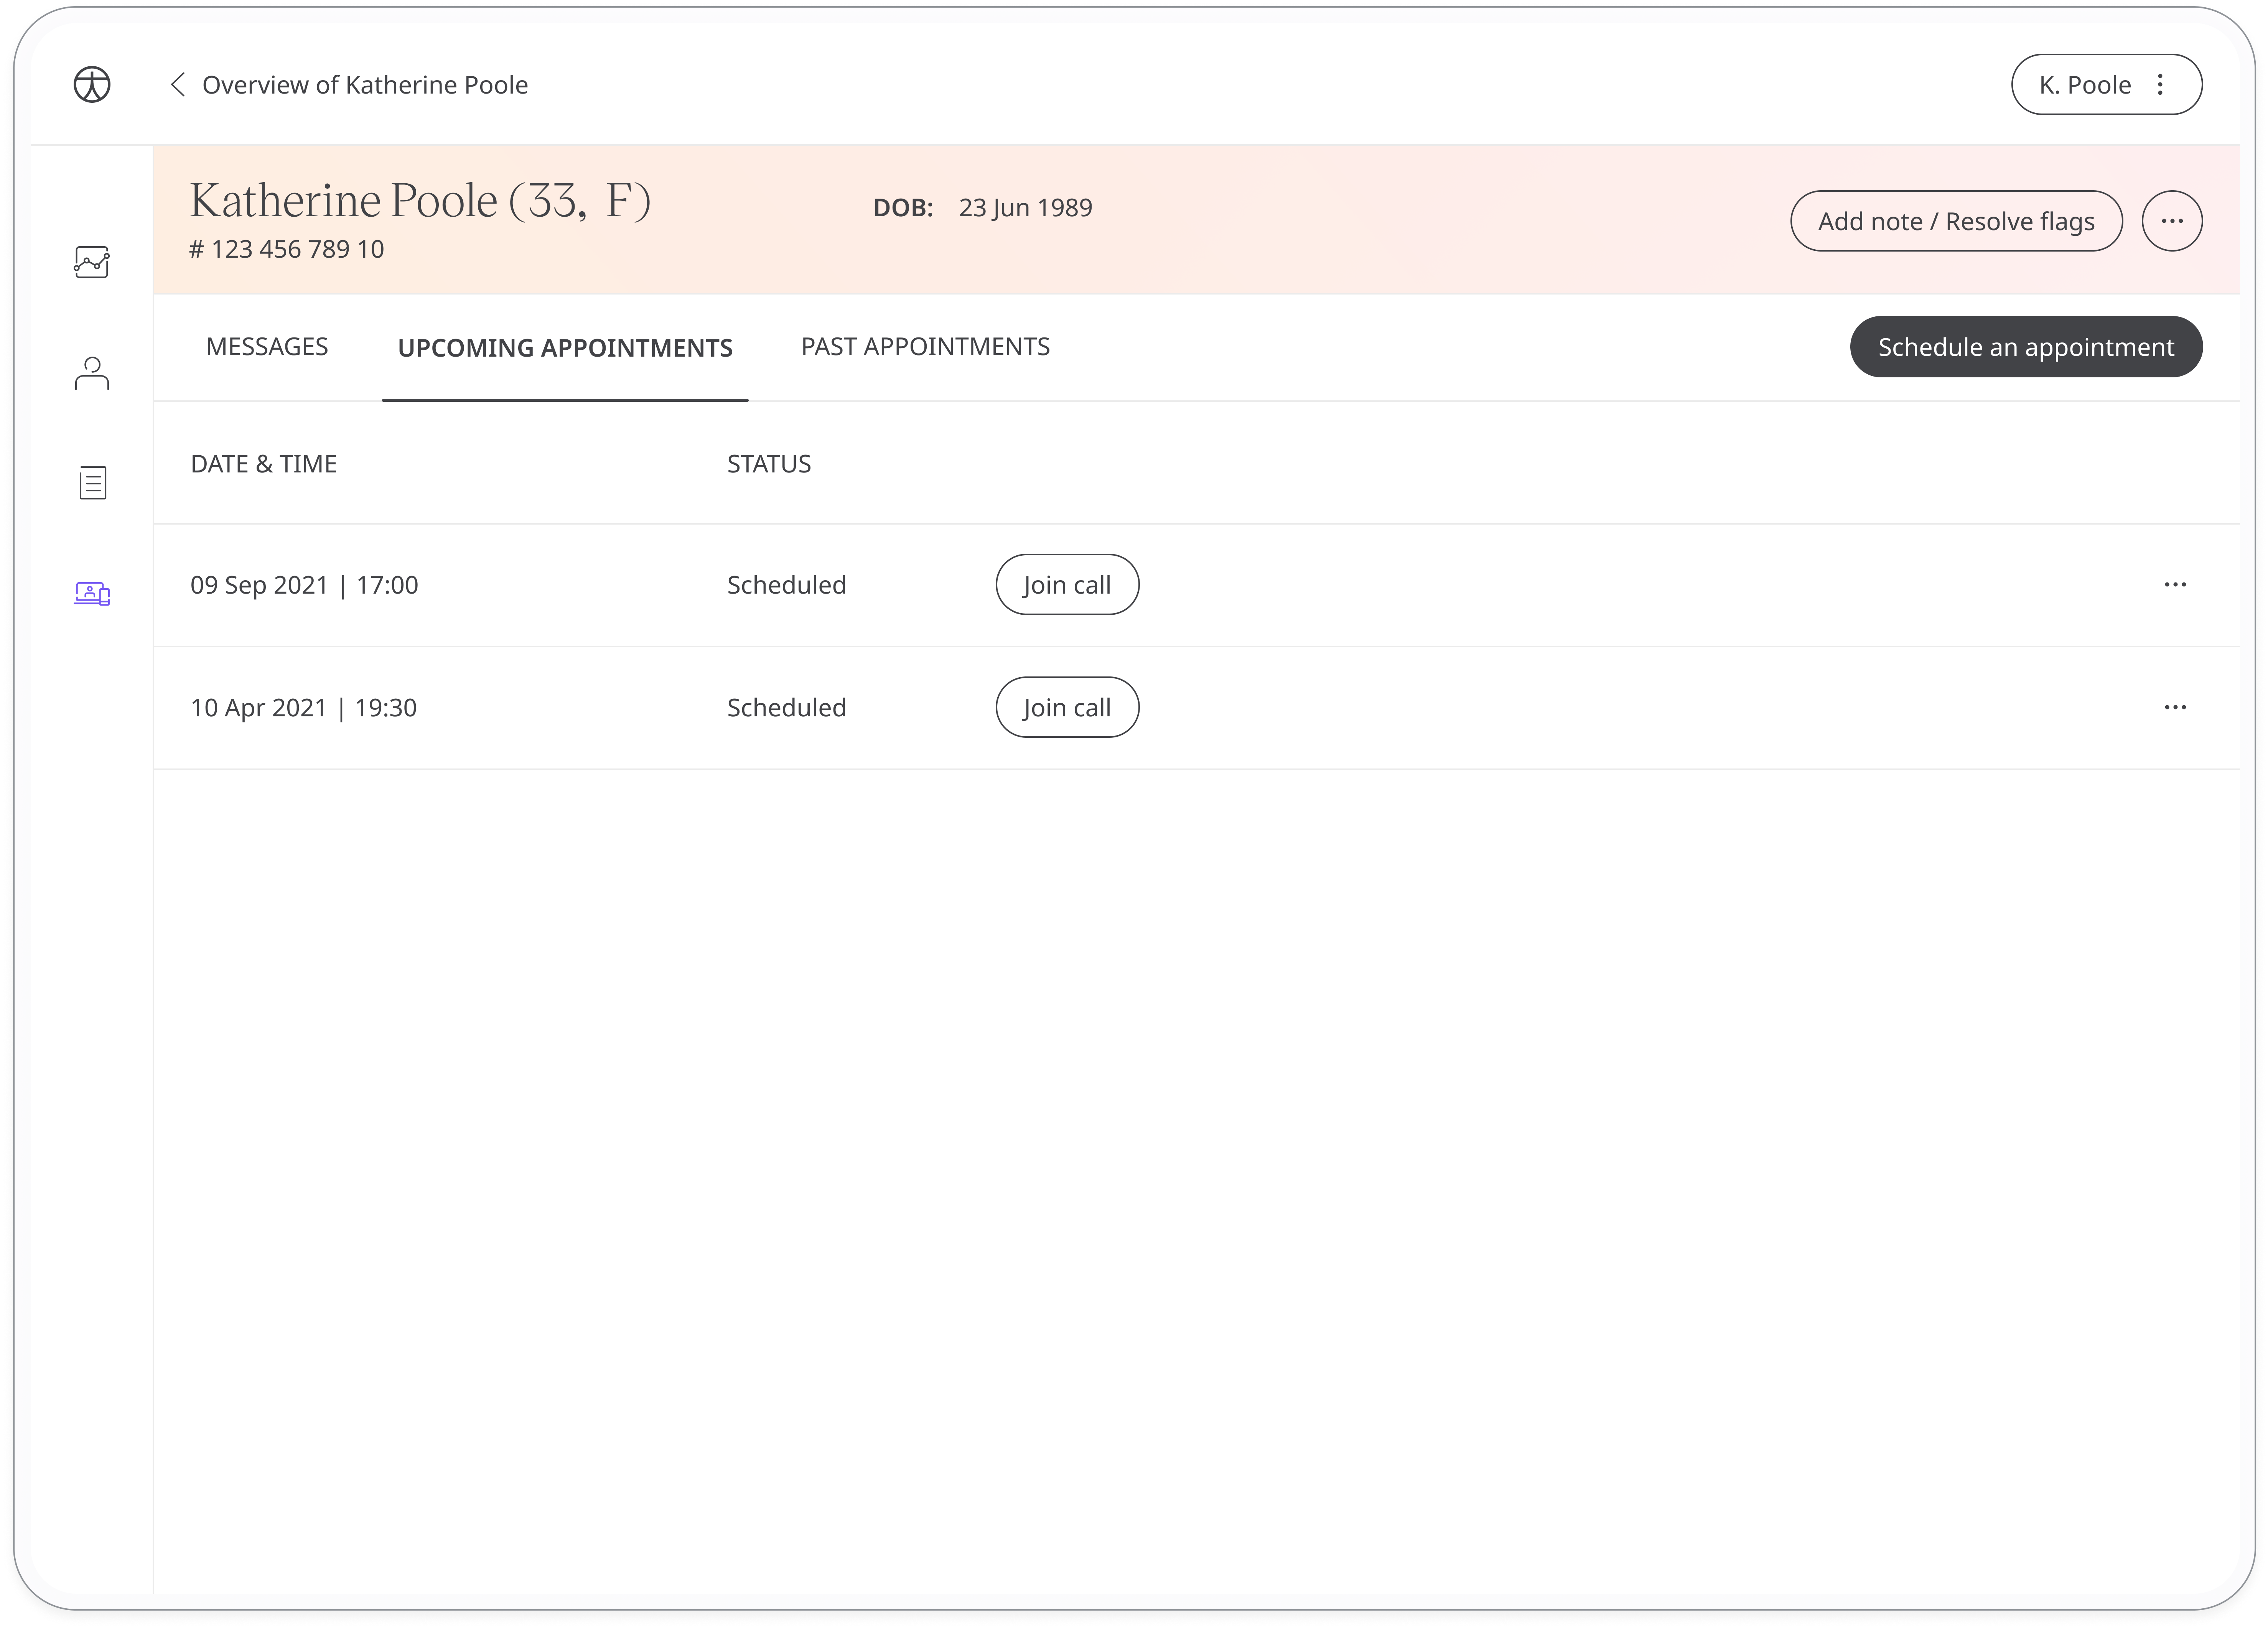 Overview of Katherine Poole
K. Poole
Katherine Poole (33, F)
DOB: 23 Jun 1989
# 123 456 789 10
Add note / Resolve flags
MESSAGES
UPCOMING APPOINTMENTS
PAST APPOINTMENTS
Schedule an appointment
DATE & TIME
STATUS
09 Sep 2021 | 17:00
Scheduled
Join call
10 Apr 2021 | 19:30
Scheduled
Join call